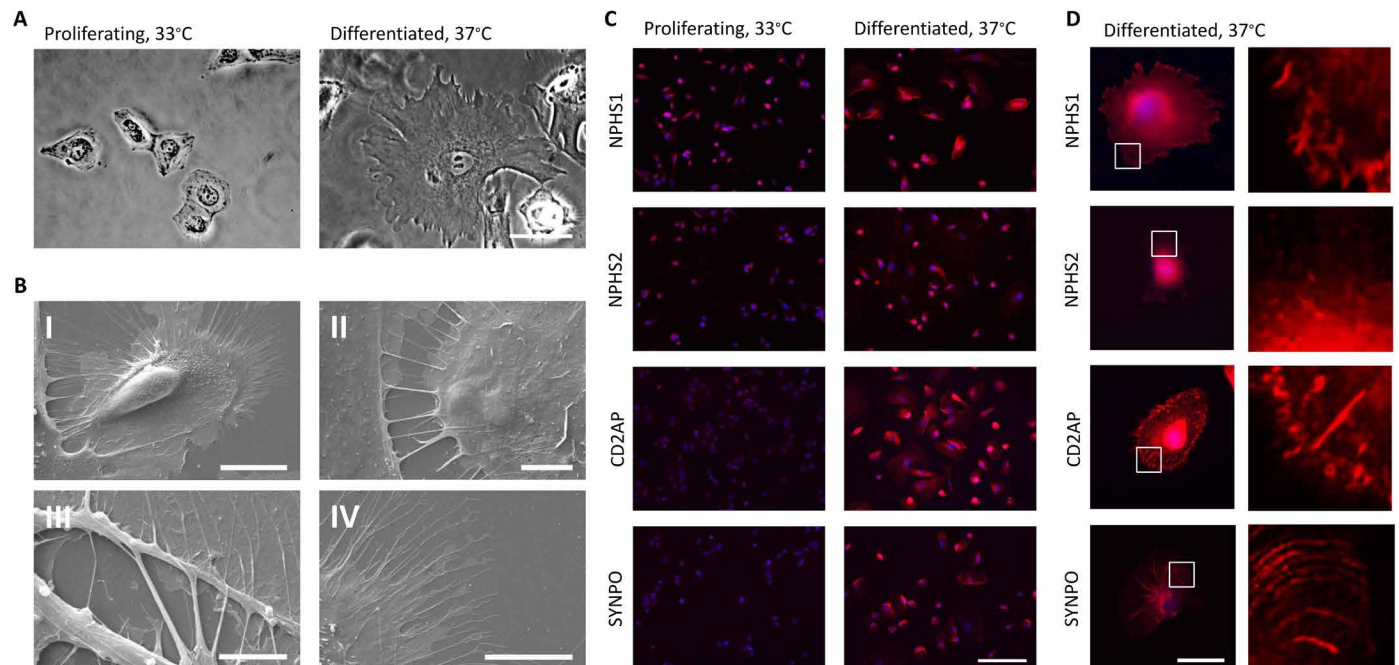 A
Proliferating, 33°C
Differentiated, 37°C
B
I
II
III
IV
C
Proliferating, 33°C
Differentiated, 37°C
NPHS1
NPHS2
CD2AP
SYNPO
D
Differentiated, 37°C
NPHS1
NPHS2
CD2AP
SYNPO